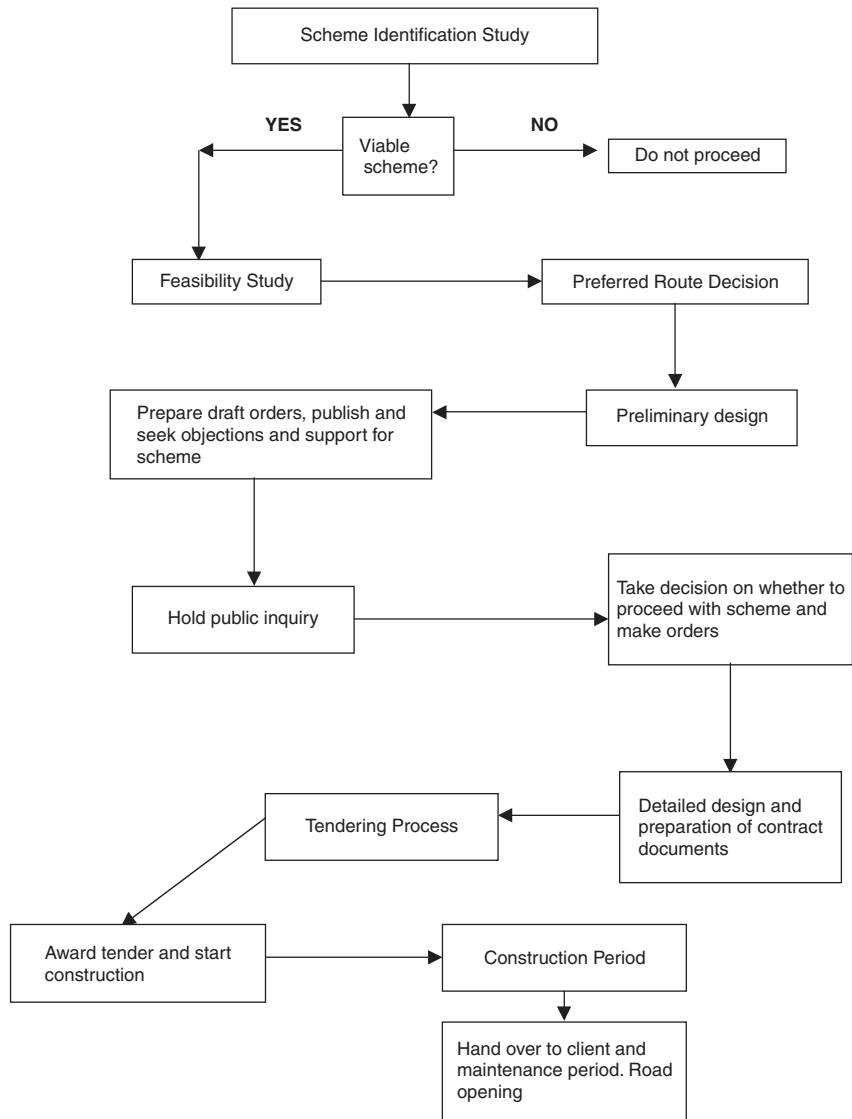 Scheme Identification Study
YES
NO
Viable
scheme?
Do not proceed
Feasibility Study
Preferred Route Decision
Prepare draft orders, publish and
seek objections and support for
scheme
Preliminary design
Hold public inquiry
Take decision on whether to
proceed with scheme and
make orders
Detailed design and
preparation of contract
documents
Tendering Process
Award tender and start
construction
Construction Period
Hand over to client and
maintenance period. Road
opening